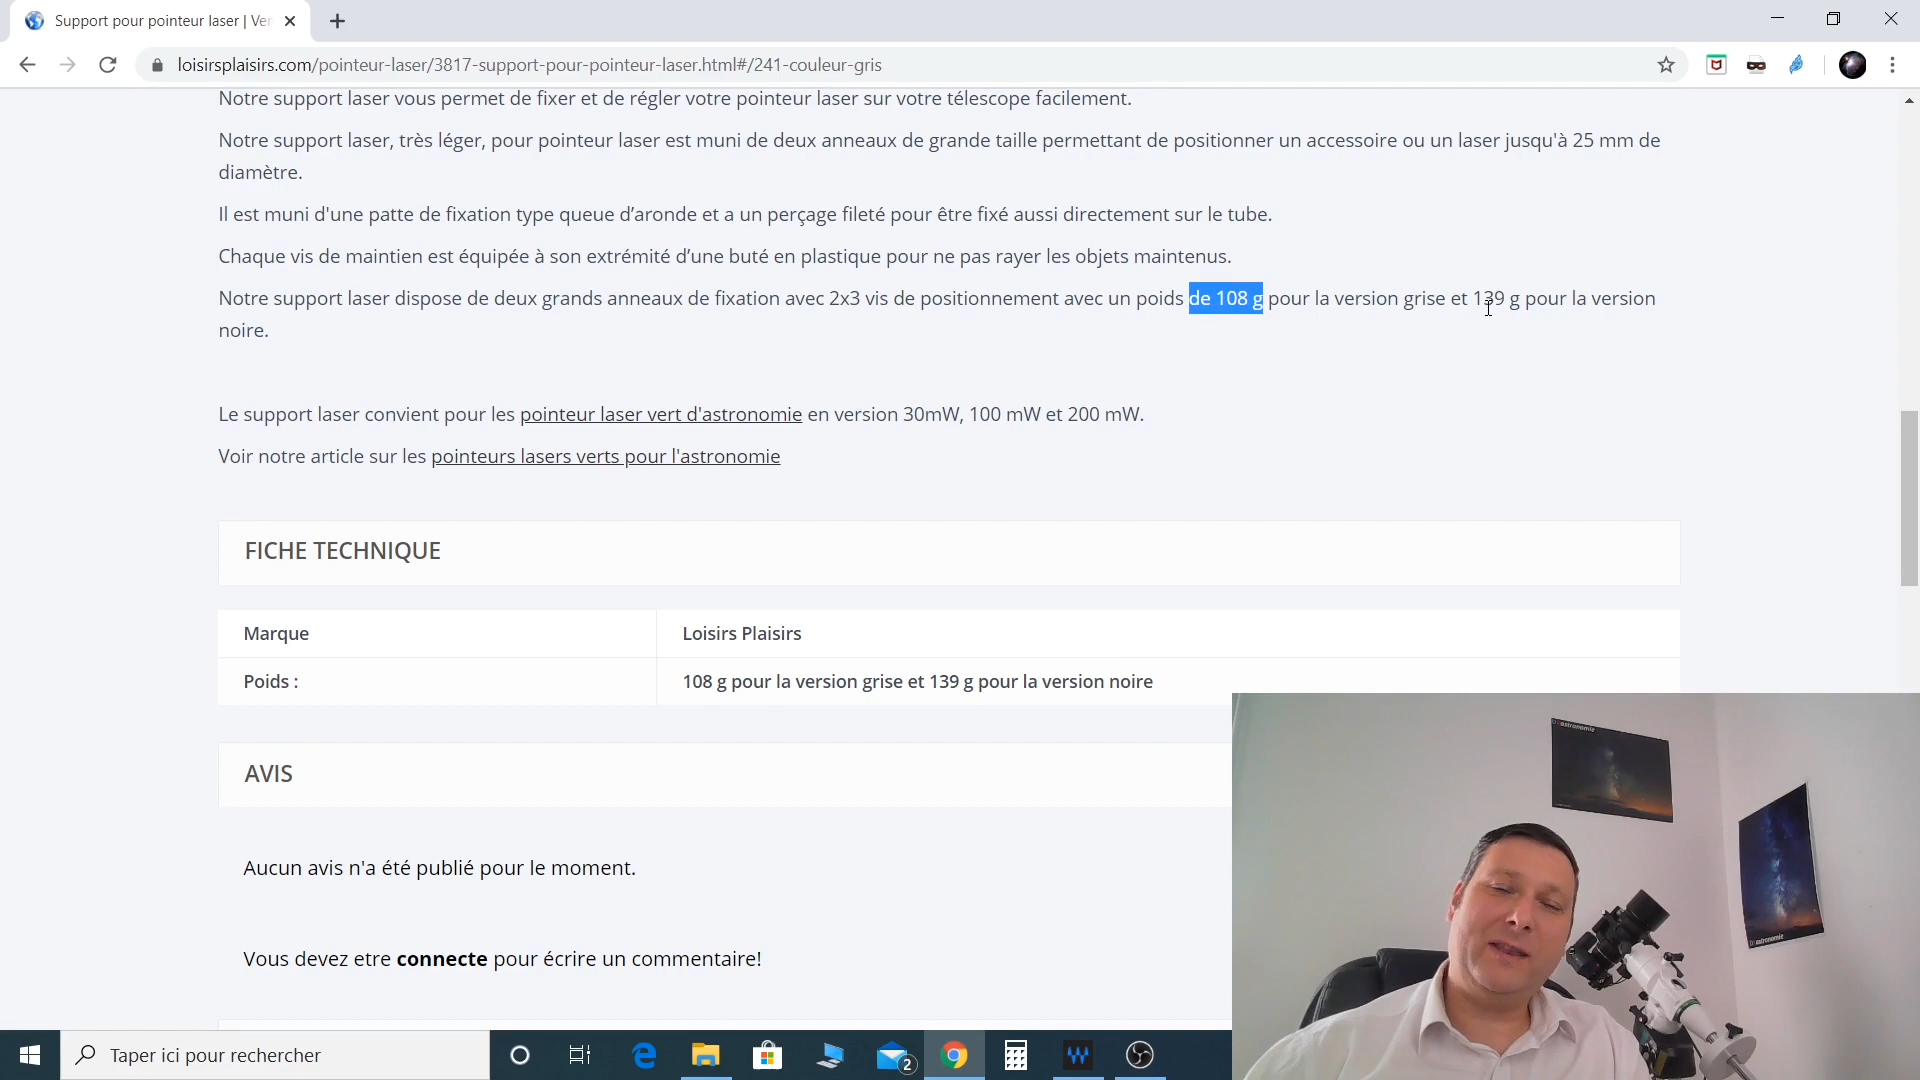 Support pour pointeur laser | Ver
loisirsplaisirs.com/pointeur-laser/3817-support-pour-pointeur-laser.html#/241-couleur-gris
Notre support laser vous permet de fixer et de régler votre pointeur laser sur votre télescope facilement.
Notre support laser, très léger, pour pointeur laser est muni de deux anneaux de grande taille permettant de positionner un accessoire ou un laser jusqu'à 25 mm de
diamètre.
Il est muni d'une patte de fixation type queue d’aronde et a un perçage fileté pour être fixé aussi directement sur le tube.
Chaque vis de maintien est équipée à son extrémité d’une buté en plastique pour ne pas rayer les objets maintenus.
Notre support laser dispose de deux grands anneaux de fixation avec 2x3 vis de positionnement avec un poids de 108 g pour la version grise et 139 g pour la version
noire.
Le support laser convient pour les pointeur laser vert d'astronomie en version 30mW, 100 mW et 200 mW.
Voir notre article sur les pointeurs lasers verts pour l'astronomie
FICHE TECHNIQUE
Marque Loisirs Plaisirs
Poids : 108 g pour la version grise et 139 g pour la version noire
AVIS
Aucun avis n'a été publié pour le moment.
Vous devez etre connecte pour écrire un commentaire!
Taper ici pour rechercher
2